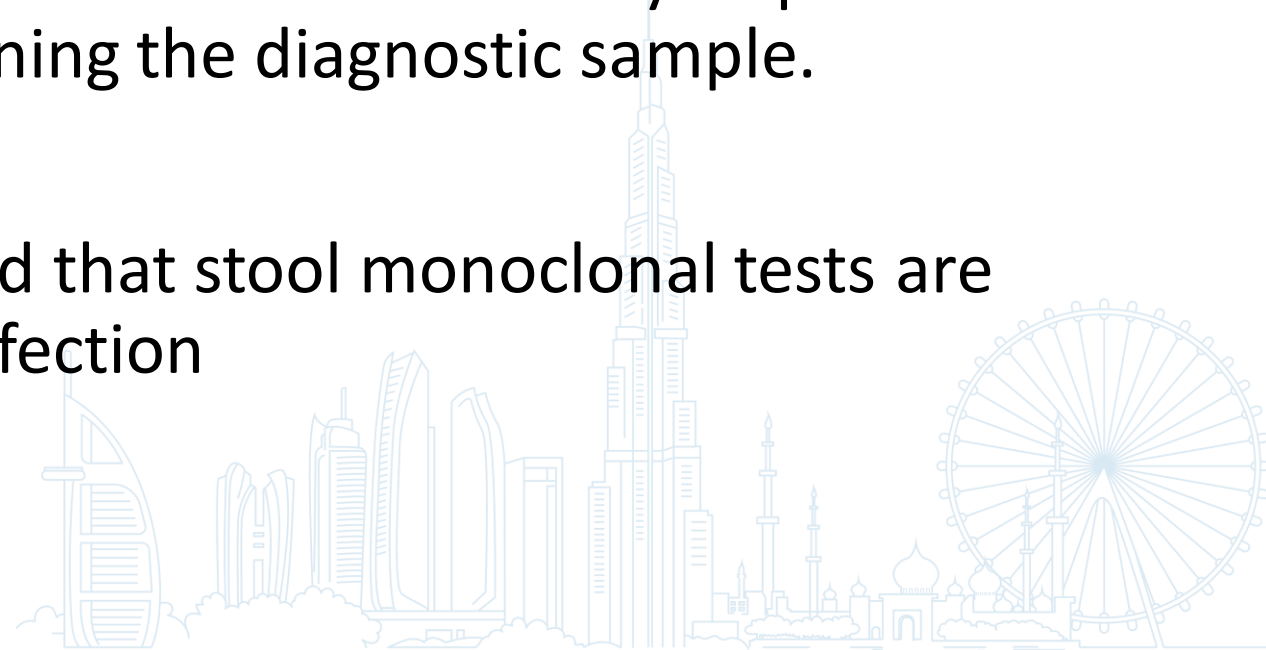 ning the diagnostic sample.
d that stool monoclonal tests are
fection